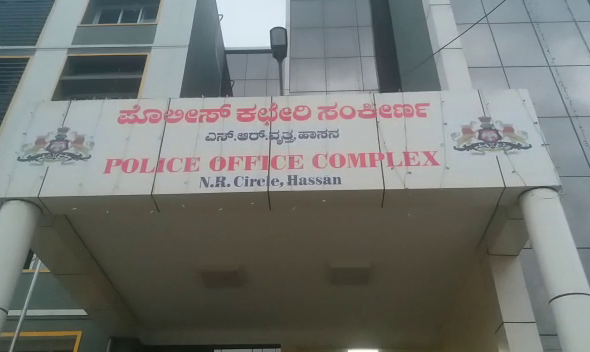 ಪೊಲೀಸ್ ಕಛೇರಿ ಸಂಕೀರ್ಣ
ಎನ್.ಆರ್.ವೃತ್ತ, ಹಾಸನ
POLICE OFFICE COMPLEX
N.R. Circle, Hassan